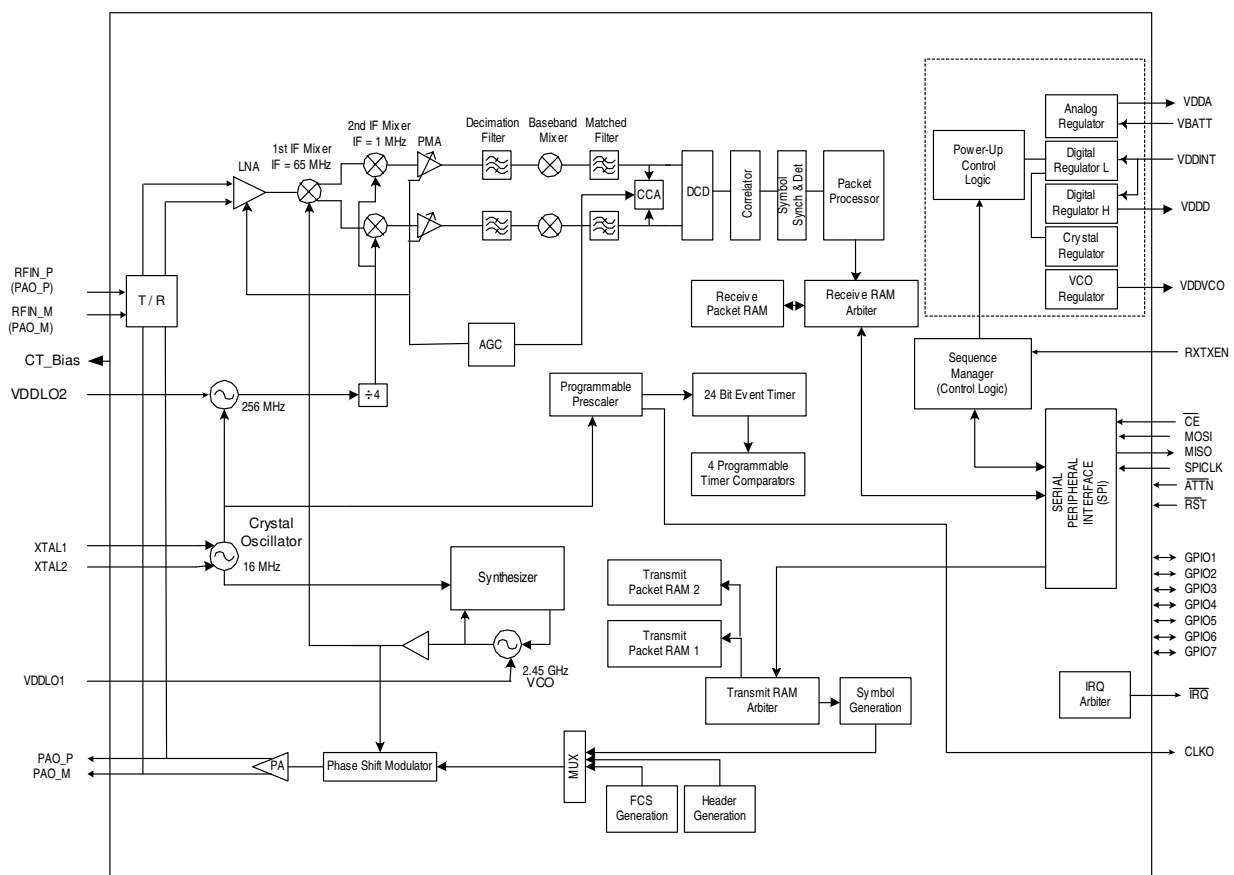 2nd IF Mixer
IF = 1 MHz
PMA
Decimation
Filter
Baseband
Mixer
Matched
Filter
1st IF Mixer
IF = 65 MHz
LNA
CCA
DCD
Correlator
Symbol
Synch & Det
Packet
Processor
Power-Up
Control
Logic
Analog
Regulator
Digital
Regulator L
Digital
Regulator H
Crystal
Regulator
VCO
Regulator
VDDA
VBATT
VDDINT
VDDD
VDDVCO
RFIN_P
(PAO_P)
RFIN_M
(PAO_M)
T / R
CT_Bias
VDDLO2
256 MHz
÷4
AGC
Receive
Packet RAM
Receive RAM
Arbiter
Sequence
Manager
(Control Logic)
RXTXEN
Programmable
Prescaler
24 Bit Event Timer
4 Programmable
Timer Comparators
SERIAL
PERIPHERAL
INTERFACE
(SPI)
CE
MOSI
MISO
SPICLK
ATTN
RST
XTAL1
XTAL2
Crystal
Oscillator
16 MHz
Synthesizer
2.45 GHz
VCO
VDDLO1
Transmit
Packet RAM 2
Transmit
Packet RAM 1
Transmit RAM
Arbiter
Symbol
Generation
GPIO1
GPIO2
GPIO3
GPIO4
GPIO5
GPIO6
GPIO7
IRQ
Arbiter
IRQ
PAO_P
PAO_M
PA
Phase Shift Modulator
MUX
FCS
Generation
Header
Generation
CLKO